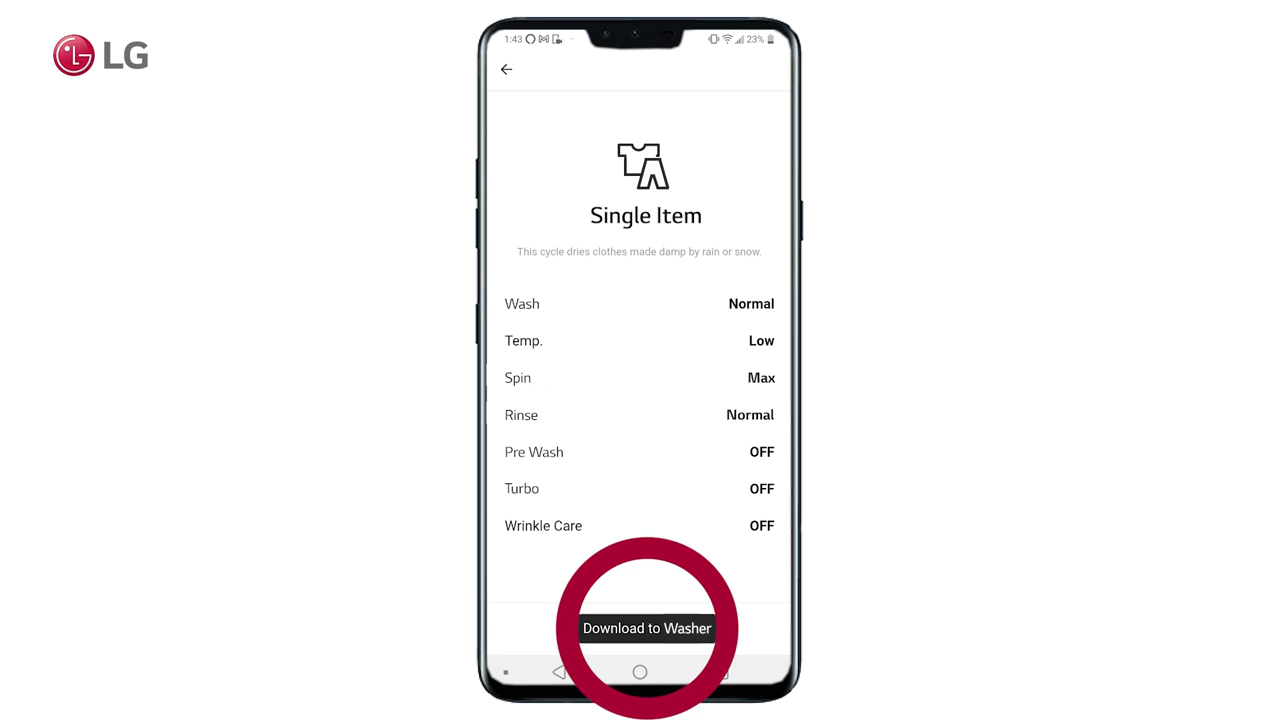 LG
1:43
23%
Single Item
This cycle dries clothes made damp by rain or snow.
Wash Normal
Temp. Low
Spin Max
Rinse Normal
Pre Wash OFF
Turbo OFF
Wrinkle Care OFF
Download to Washer